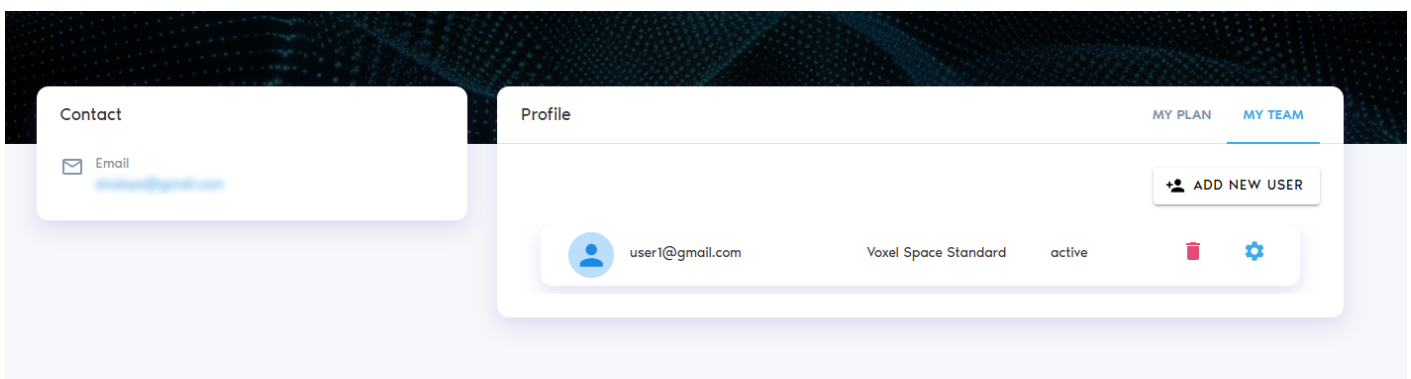 Contact
Email
Profile
MY PLAN
MY TEAM
ADD NEW USER
user1@gmail.com Voxel Space Standard active